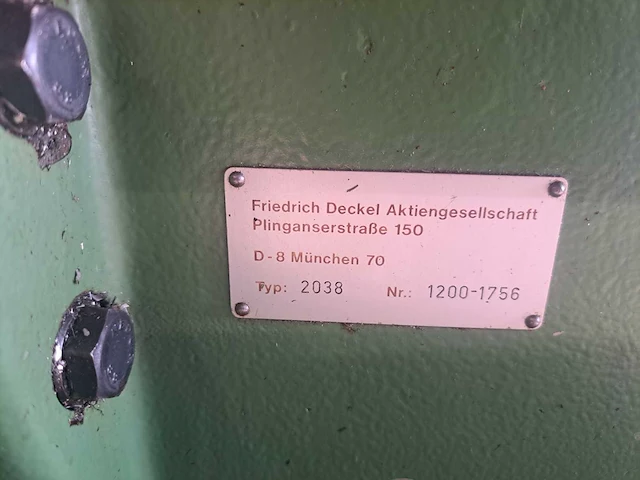 Friedrich Deckel Aktiengesellschaft
Plinganserstraße 150
D-8 München 70
Typ: 2038 Nr.: 1200-1756